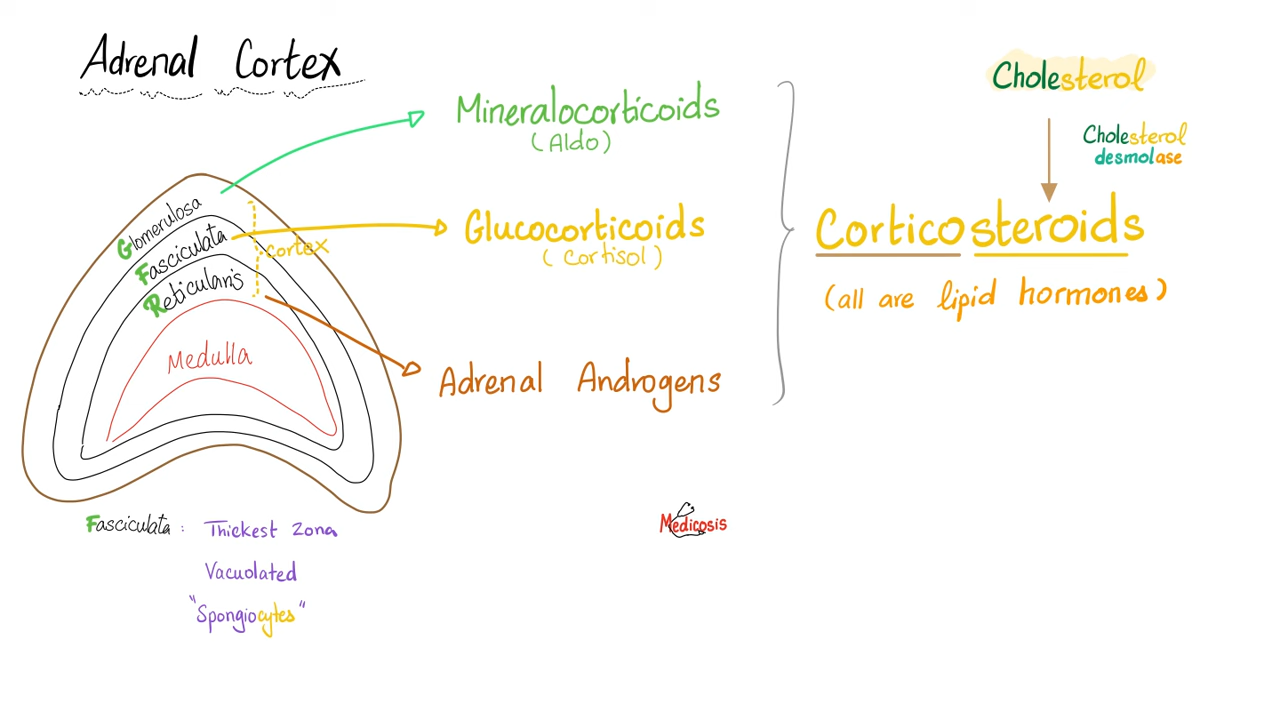 Adrenal Cortex
Mineralocorticoids
(Aldo)
Glucocorticoids
(Cortisol)
Adrenal Androgens
Cholesterol
Cholesterol
desmolase
Corticosteroids
(all are lipid hormones)
Glomerulosa
Fasciculata
Reticularis
cortex
Medulla
Fasciculata: Thickest Zona
Vacuolated
"Spongiocytes"
Medicosis